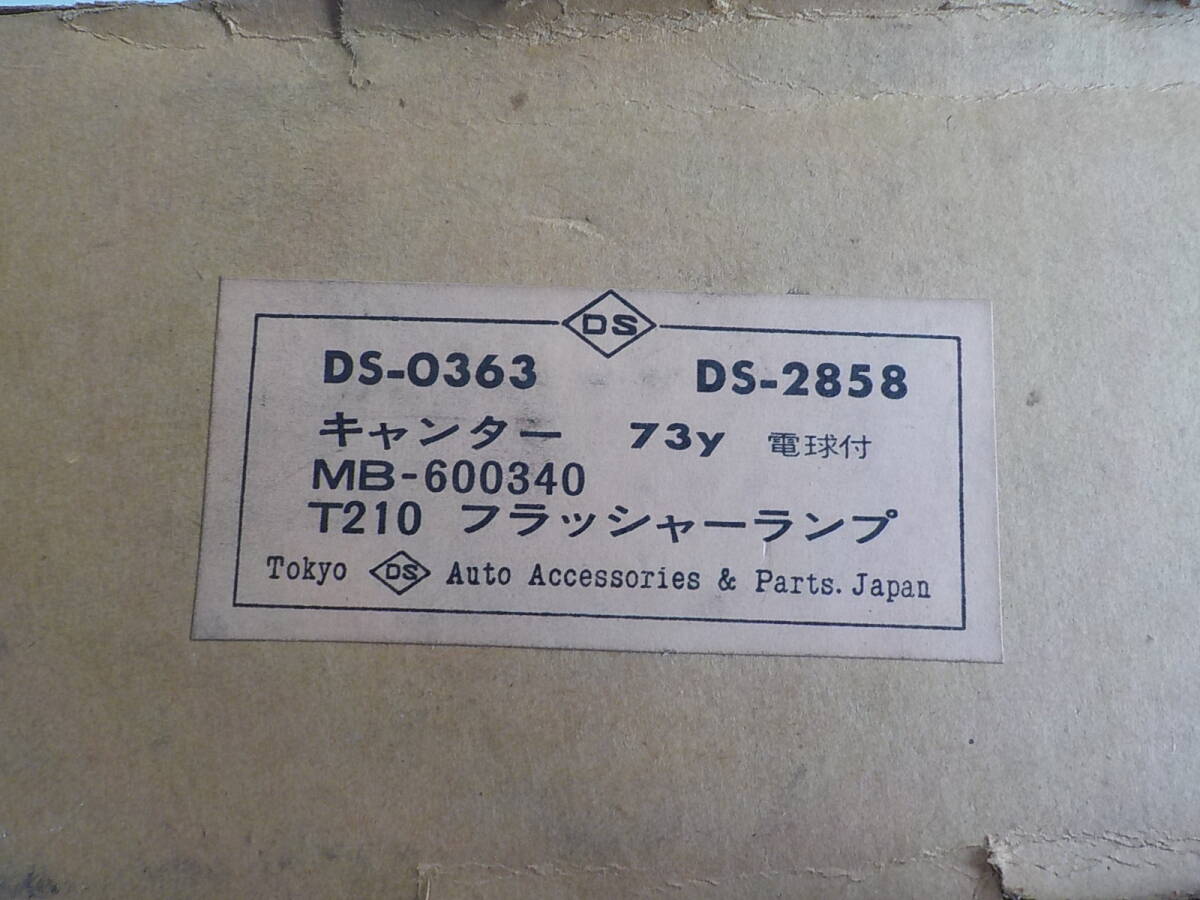 DS
DS-0363 DS-2858
キャンター 73y 電球付
MB-600340
T210 フラッシャーランプ
Tokyo DS Auto Accessories & Parts. Japan